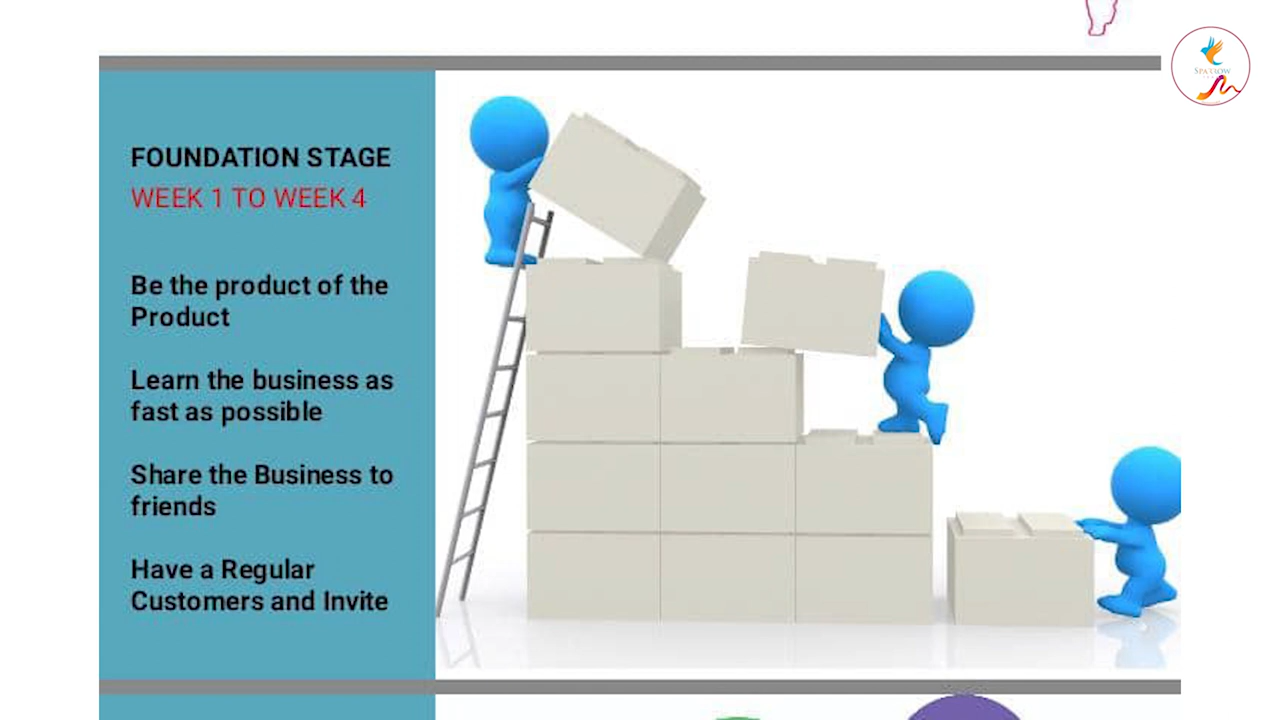 SPARROW
FOUNDATION STAGE
WEEK 1 TO WEEK 4
Be the product of the
Product
Learn the business as
fast as possible
Share the Business to
friends
Have a Regular
Customers and Invite